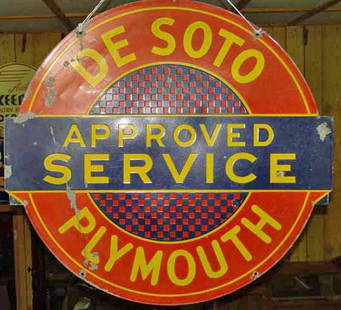 DE SOTO
APPROVED
SERVICE
PLYMOUTH